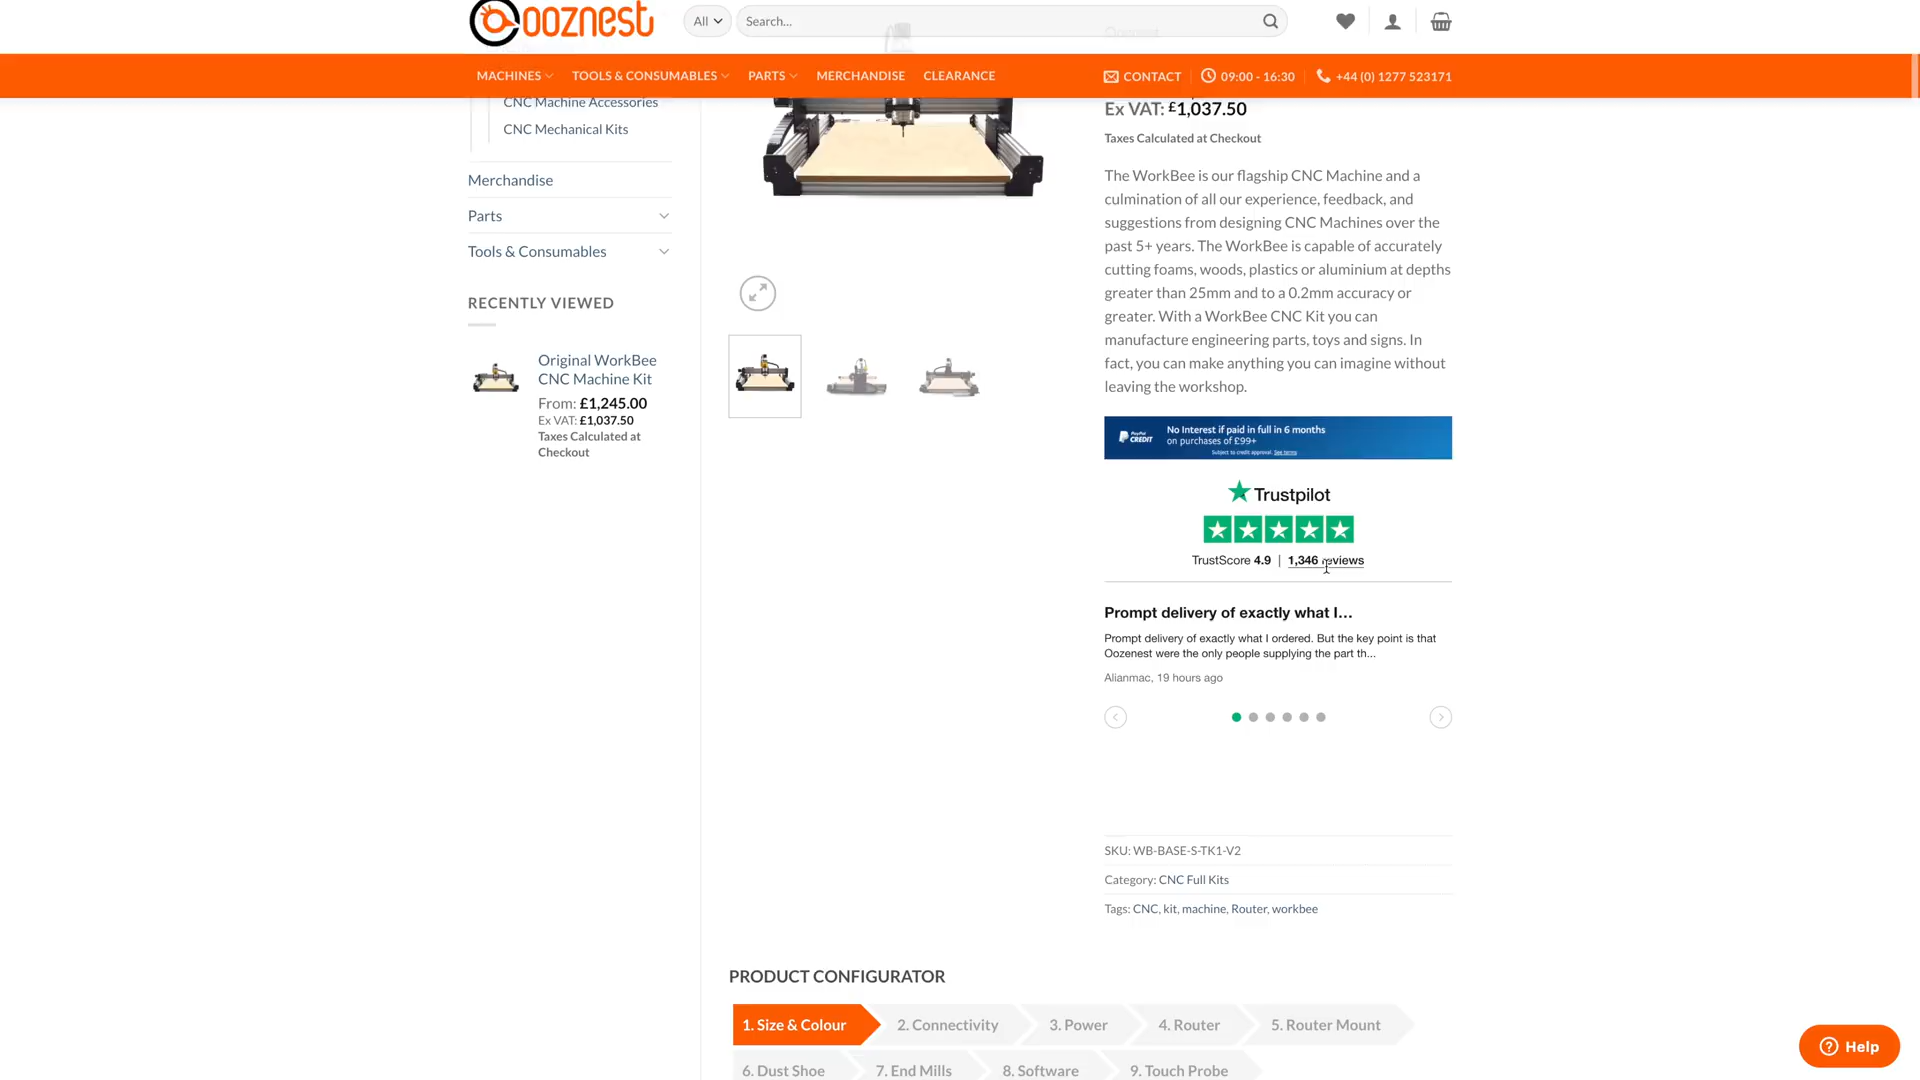 ooznest
All
Search...
MACHINES
TOOLS & CONSUMABLES
PARTS
MERCHANDISE
CLEARANCE
CONTACT
09:00 - 16:30
+44 (0) 1277 523171
CNC Machine Accessories
CNC Mechanical Kits
Merchandise
Parts
Tools & Consumables
RECENTLY VIEWED
Original WorkBee
CNC Machine Kit
From: £1,245.00
Ex VAT: £1,037.50
Taxes Calculated at
Checkout
Ex VAT: £1,037.50
Taxes Calculated at Checkout
The WorkBee is our flagship CNC Machine and a
culmination of all our experience, feedback, and
suggestions from designing CNC Machines over the
past 5+ years. The WorkBee is capable of accurately
cutting foams, woods, plastics or aluminium at depths
greater than 25mm and to a 0.2mm accuracy or
greater. With a WorkBee CNC Kit you can
manufacture engineering parts, toys and signs. In
fact, you can make anything you can imagine without
leaving the workshop.
PayPal
CREDIT
No Interest if paid in full in 6 months
on purchases of £99+
Subject to credit approval. See terms
Trustpilot
TrustScore 4.9 | 1,346 reviews
Prompt delivery of exactly what I...
Prompt delivery of exactly what I ordered. But the key point is that
Oozenest were the only people supplying the part th...
Alianmac, 19 hours ago
SKU: WB-BASE-S-TK1-V2
Category: CNC Full Kits
Tags: CNC, kit, machine, Router, workbee
PRODUCT CONFIGURATOR
1. Size & Colour
2. Connectivity
3. Power
4. Router
5. Router Mount
6. Dust Shoe
7. End Mills
8. Software
9. Touch Probe
Help